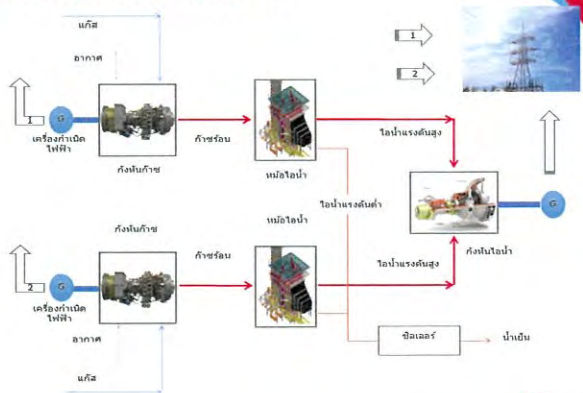 แก๊ส
อากาศ
1
2
1
G
เครื่องกำเนิด
ไฟฟ้า
กังหันก๊าซ
ก๊าซร้อน
หม้อไอน้ำ
ไอน้ำแรงดันสูง
ไอน้ำแรงดันต่ำ
G
กังหันไอน้ำ
หม้อไอน้ำ
กังหันก๊าซ
ก๊าซร้อน
ไอน้ำแรงดันสูง
2
G
เครื่องกำเนิด
ไฟฟ้า
อากาศ
แก๊ส
ชิลเลอร์
น้ำเย็น